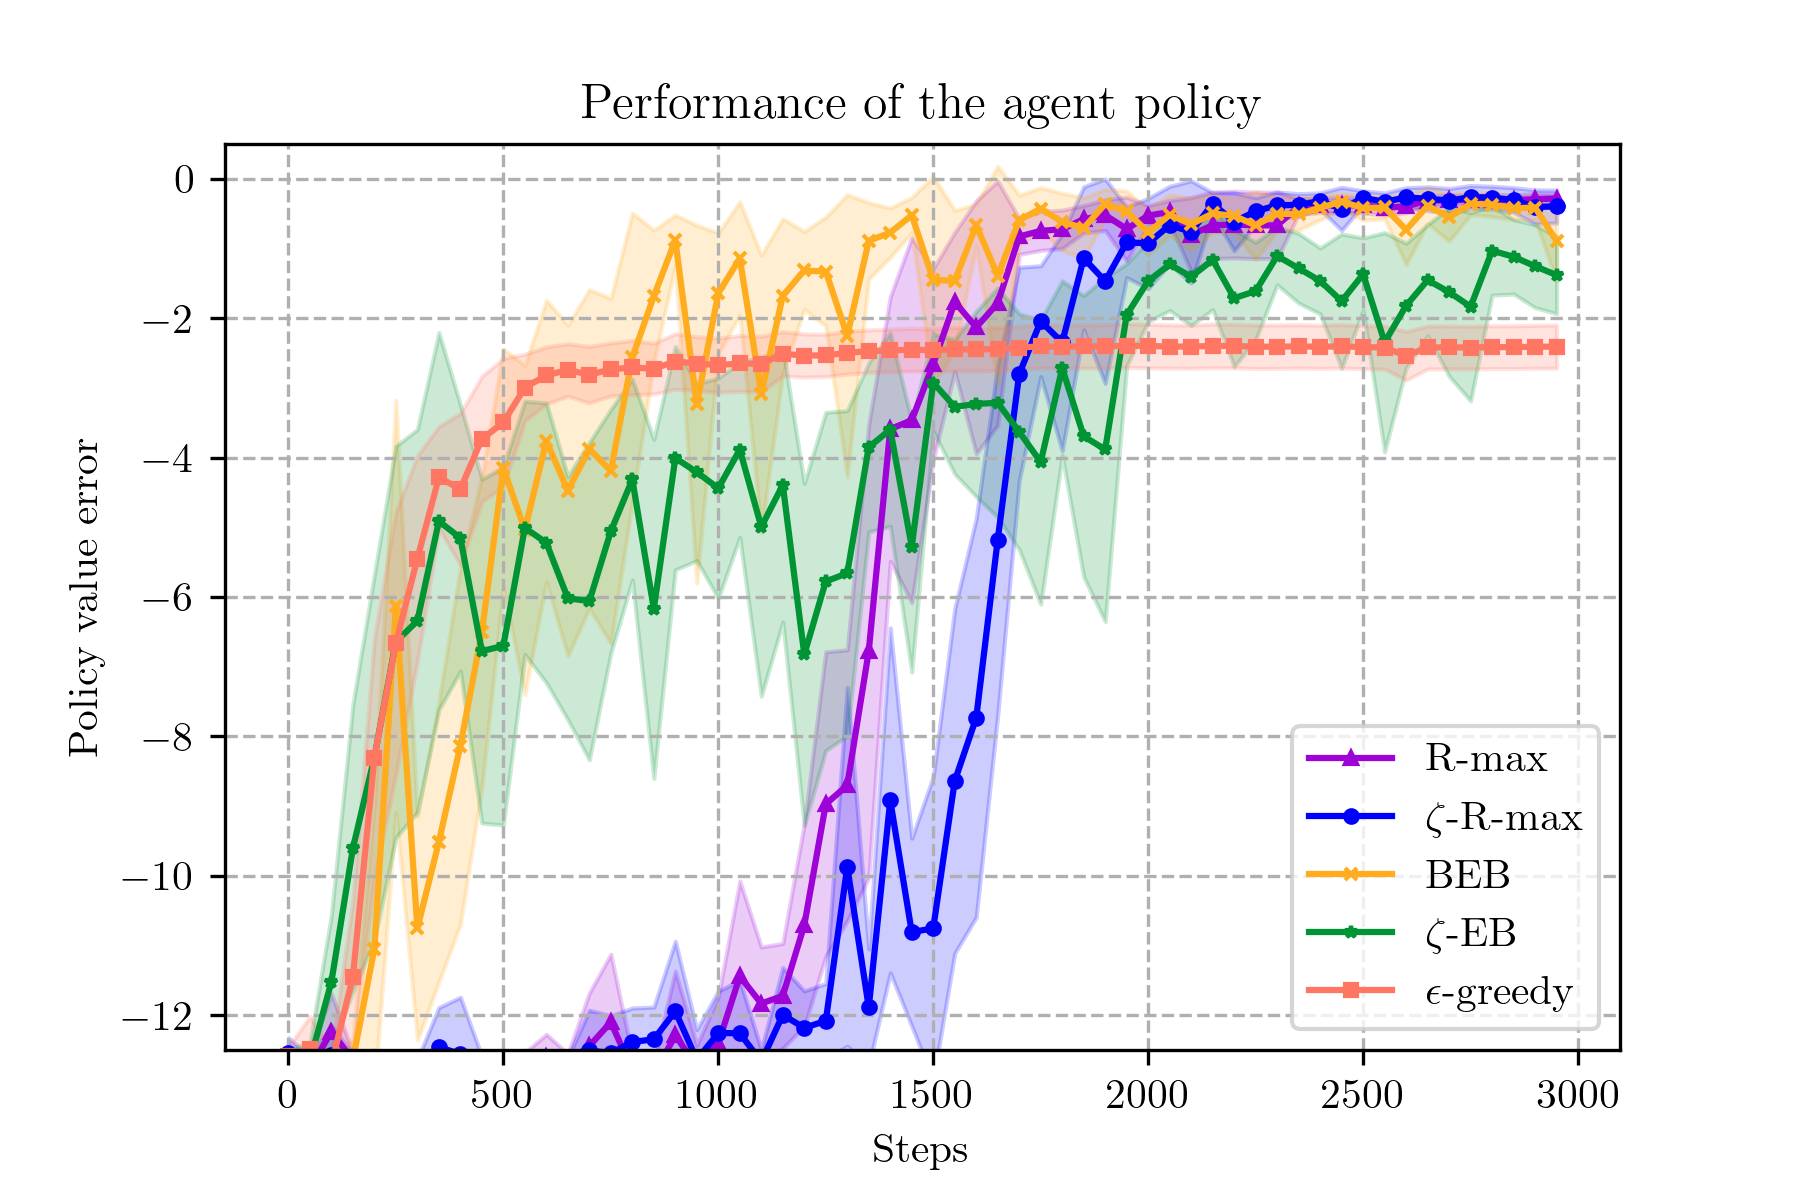 Performance of the agent policy
0
−2
−4
−6
−8
−10
−12
Policy value error
0 500 1000 1500 2000 2500 3000
Steps
R-max
ζ-R-max
BEB
ζ-EB
ϵ-greedy